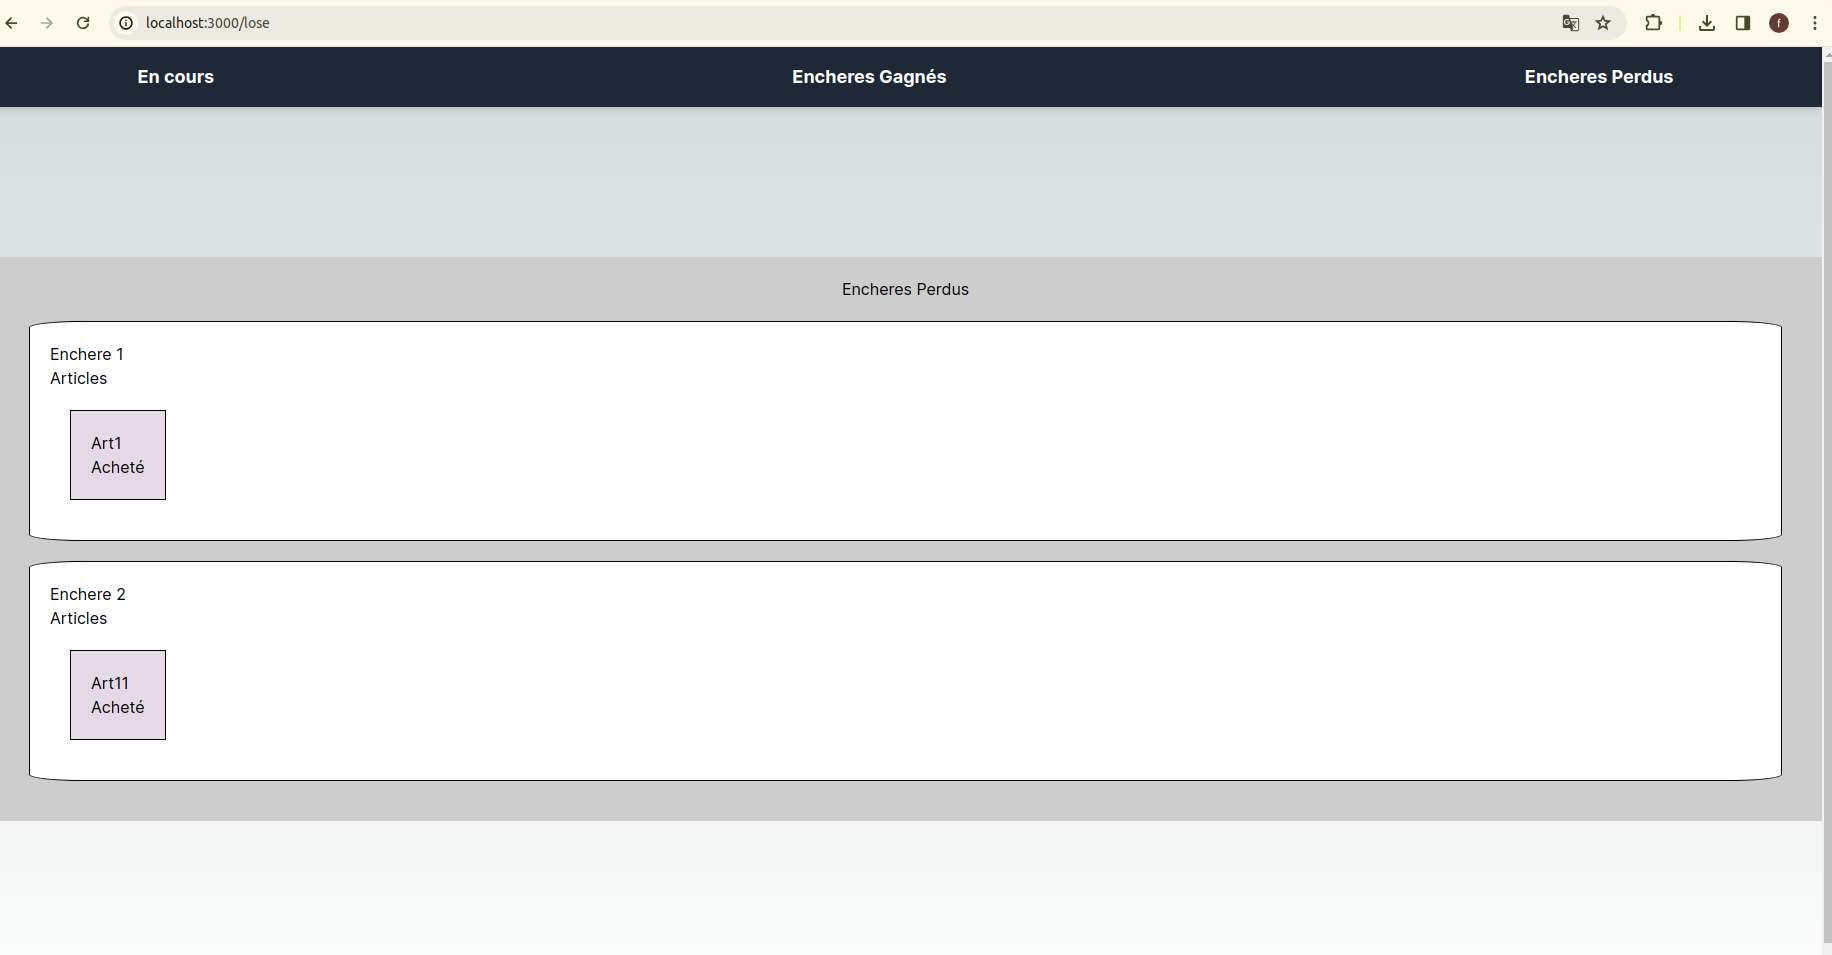 localhost:3000/lose
f
En cours
Encheres Gagnés
Encheres Perdus
Encheres Perdus
Enchere 1
Articles
Art1
Acheté
Enchere 2
Articles
Art11
Acheté